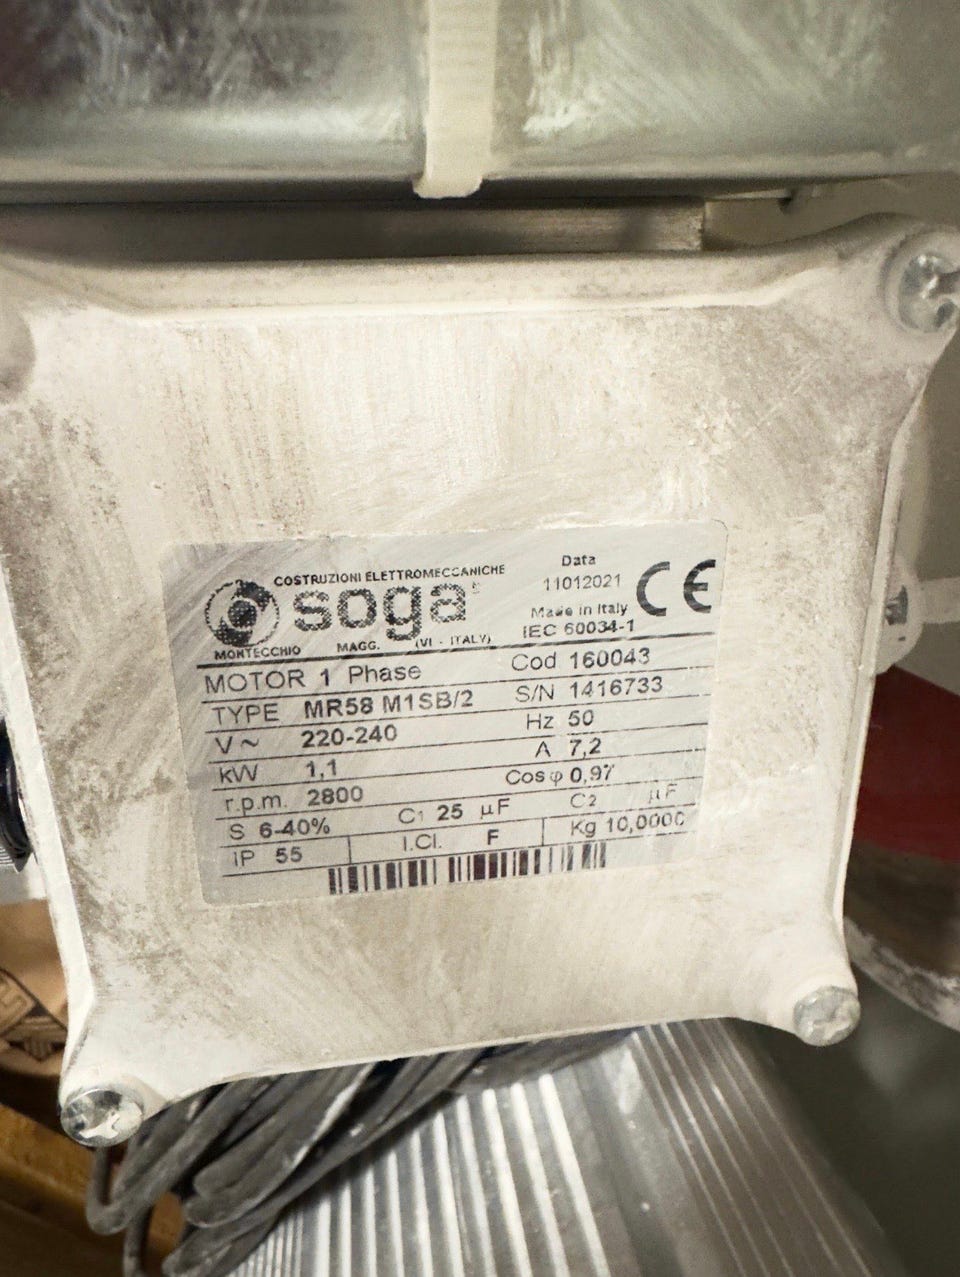 COSTRUZIONI ELETTROMECCANICHE
soga
MONTECCHIO MAGG. (VI - ITALY)
Data
11012021
Made in Italy
IEC 60034-1
CE
MOTOR 1 Phase Cod 160043
TYPE MR58 M1SB/2 S/N 1416733
V~ 220-240 Hz 50
kW 1,1 A 7,2
r.p.m. 2800 Cos φ 0,97
S 6-40% C1 25 µF C2 µF
IP 55 I.Cl. F Kg 10,0000